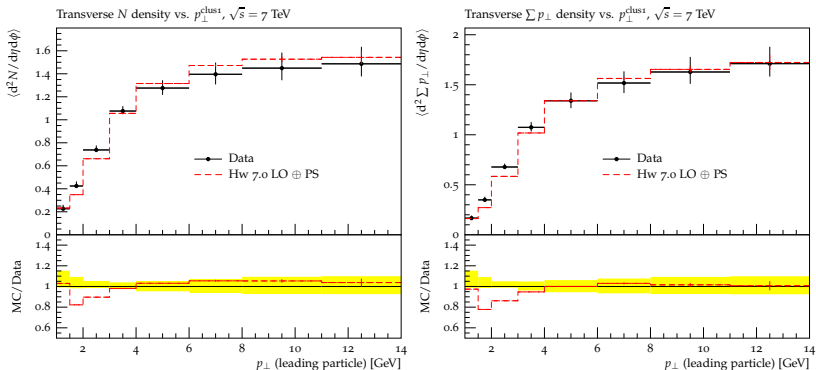 Transverse N density vs. p⊥^clus1, √s = 7 TeV
⟨d²N/dηdϕ⟩
1.6
1.4
1.2
1
0.8
0.6
0.4
0.2
0
Data
Hw 7.0 LO ⊕ PS
MC/Data
1.4
1.2
1
0.8
0.6
2 4 6 8 10 12 14
p⊥ (leading particle) [GeV]
Transverse ∑ p⊥ density vs. p⊥^clus1, √s = 7 TeV
⟨d² ∑ p⊥/dηdϕ⟩
2
1.5
1
0.5
0
Data
Hw 7.0 LO ⊕ PS
MC/Data
1.4
1.2
1
0.8
0.6
2 4 6 8 10 12 14
p⊥ (leading particle) [GeV]